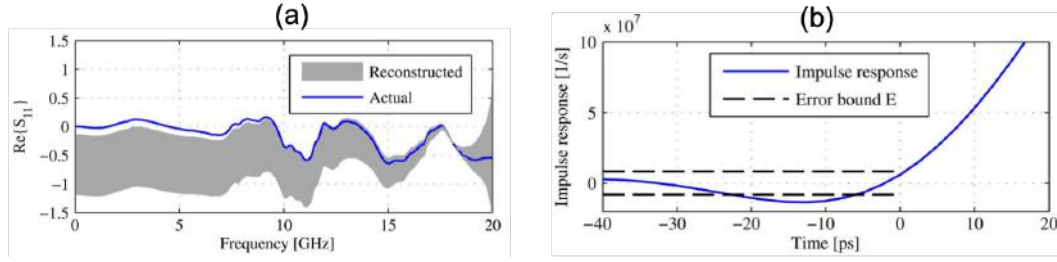 (a)
1.5
1
0.5
0
−0.5
−1
−1.5
Re{S11}
Reconstructed
Actual
0
5
10
15
20
Frequency [GHz]
(b)
x 10^7
10
5
0
Impulse response [1/s]
Impulse response
Error bound E
−40
−30
−20
−10
0
10
20
Time [ps]